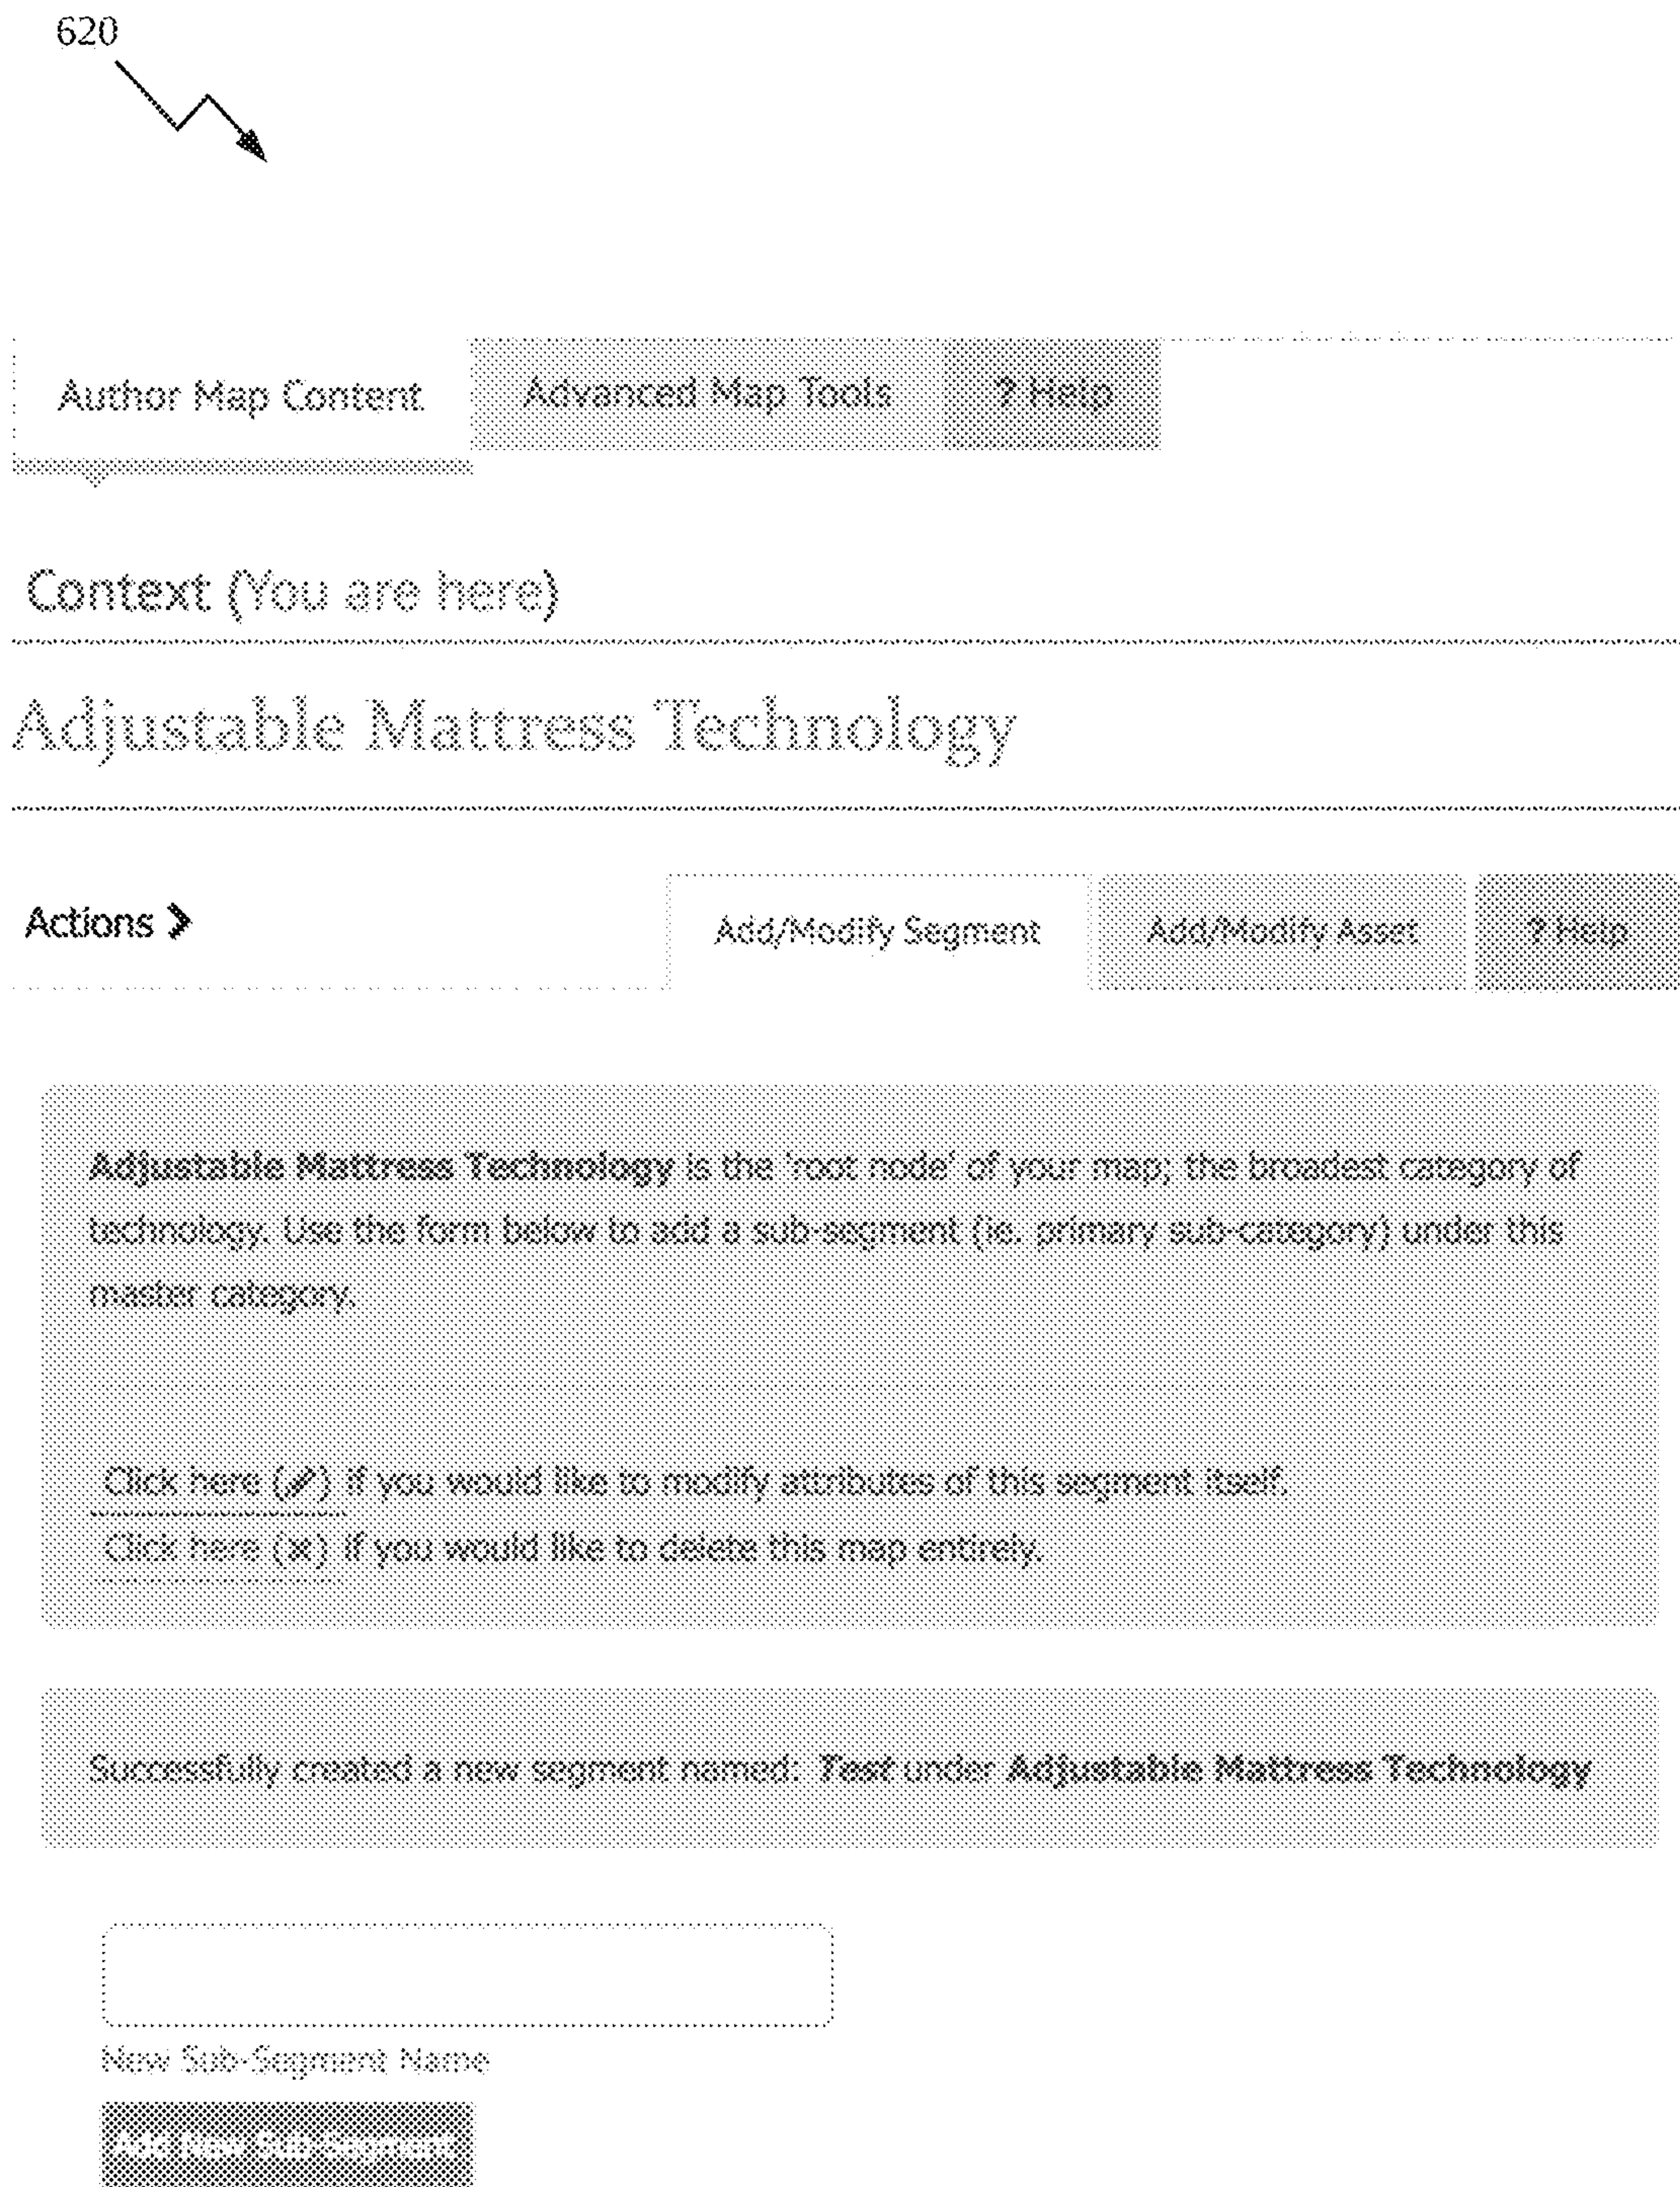 620
Author Map Content Advanced Map Tools ? Help
Context (You are here)
Adjustable Mattress Technology
Actions Add/Modify Segment Add/Modify Asset ? Help
Adjustable Mattress Technology is the 'root node' of your map; the broadest category of
technology. Use the form below to add a sub-segment (ie. primary sub-category) under this
master category.
Click here ( ) if you would like to modify attributes of this segment itself.
Click here (x) if you would like to delete this map entirely.
Successfully created a new segment named: Test under Adjustable Mattress Technology
New Sub-Segment Name
Add New Sub-Segment